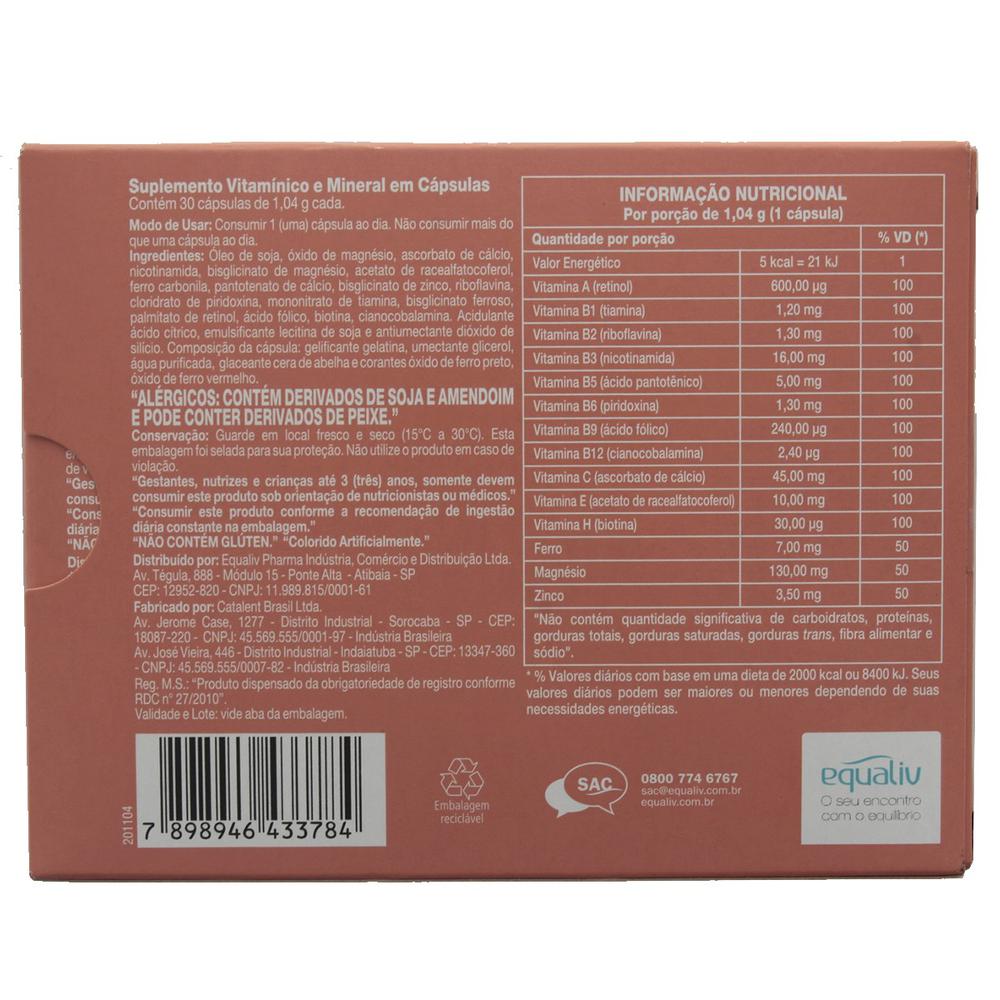 Suplemento Vitamínico e Mineral em Cápsulas
Contém 30 cápsulas de 1,04 g cada.
Modo de Usar: Consumir 1 (uma) cápsula ao dia. Não consumir mais do
que uma cápsula ao dia.
Ingredientes: Óleo de soja, óxido de magnésio, ascorbato de cálcio,
nicotinamida, bisglicinato de magnésio, acetato de racealfatocoferol,
ferro carbonila, pantotenato de cálcio, bisglicinato de zinco, riboflavina,
cloridrato de piridoxina, mononitrato de tiamina, bisglicinato ferroso,
palmitato de retinol, ácido fólico, biotina, cianocobalamina. Acidulante
ácido cítrico, emulsificante lecitina de soja e antiumectante dióxido de
silício. Composição da cápsula: gelificante gelatina, umectante glicerol,
água purificada, glaceante cera de abelha e corantes óxido de ferro preto,
óxido de ferro vermelho.
"ALÉRGICOS: CONTÉM DERIVADOS DE SOJA E AMENDOIM
E PODE CONTER DERIVADOS DE PEIXE."
Conservação: Guarde em local fresco e seco (15°C a 30°C). Esta
embalagem foi selada para sua proteção. Não utilize o produto em caso de
violação.
"Gestantes, nutrizes e crianças até 3 (três) anos, somente devem
consumir este produto sob orientação de nutricionistas ou médicos."
"Consumir este produto conforme a recomendação de ingestão
diária constante na embalagem."
"NÃO CONTÉM GLÚTEN." "Colorido Artificialmente."
Distribuído por: Equaliv Pharma Indústria, Comércio e Distribuição Ltda.
Av. Tégula, 888 - Módulo 15 - Ponte Alta - Atibaia - SP
CEP: 12952-820 - CNPJ: 11.989.815/0001-61
Fabricado por: Catalent Brasil Ltda.
Av. Jerome Case, 1277 - Distrito Industrial - Sorocaba - SP - CEP:
18087-220 - CNPJ: 45.569.555/0001-97 - Indústria Brasileira
Av. José Vieira, 446 - Distrito Industrial - Indaiatuba - SP - CEP: 13347-360
- CNPJ: 45.569.555/0007-82 - Indústria Brasileira
Reg. M.S.: "Produto dispensado da obrigatoriedade de registro conforme
RDC n° 27/2010".
Validade e Lote: vide aba da embalagem.
de v
"Ges
consu
"Cons
diária
"NÃO
Dis
INFORMAÇÃO NUTRICIONAL
Por porção de 1,04 g (1 cápsula)
Quantidade por porção % VD (*)
Valor Energético 5 kcal = 21 kJ 1
Vitamina A (retinol) 600,00 µg 100
Vitamina B1 (tiamina) 1,20 mg 100
Vitamina B2 (riboflavina) 1,30 mg 100
Vitamina B3 (nicotinamida) 16,00 mg 100
Vitamina B5 (ácido pantotênico) 5,00 mg 100
Vitamina B6 (piridoxina) 1,30 mg 100
Vitamina B9 (ácido fólico) 240,00 µg 100
Vitamina B12 (cianocobalamina) 2,40 µg 100
Vitamina C (ascorbato de cálcio) 45,00 mg 100
Vitamina E (acetato de racealfatocoferol) 10,00 mg 100
Vitamina H (biotina) 30,00 µg 100
Ferro 7,00 mg 50
Magnésio 130,00 mg 50
Zinco 3,50 mg 50
"Não contém quantidade significativa de carboidratos, proteínas,
gorduras totais, gorduras saturadas, gorduras trans, fibra alimentar e
sódio".
* % Valores diários com base em uma dieta de 2000 kcal ou 8400 kJ. Seus
valores diários podem ser maiores ou menores dependendo de suas
necessidades energéticas.
201104
7 898946 433784
Embalagem
reciclável
SAC
0800 774 6767
sac@equaliv.com.br
equaliv.com.br
equaliv
O seu encontro
com o equilíbrio